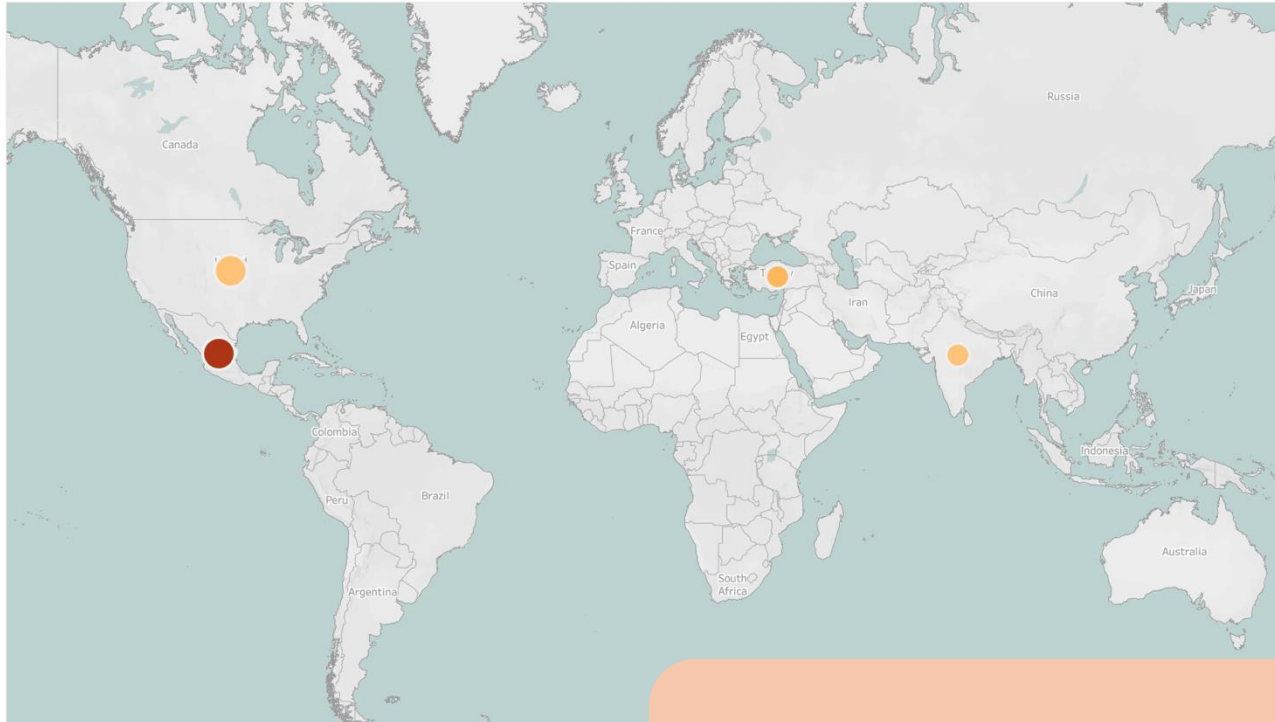 Russia
Canada
France
Spain
Iran
China
Japan
Algeria
Egypt
Colombia
Indonesia
Peru
Brazil
Australia
South
Africa
Argentina